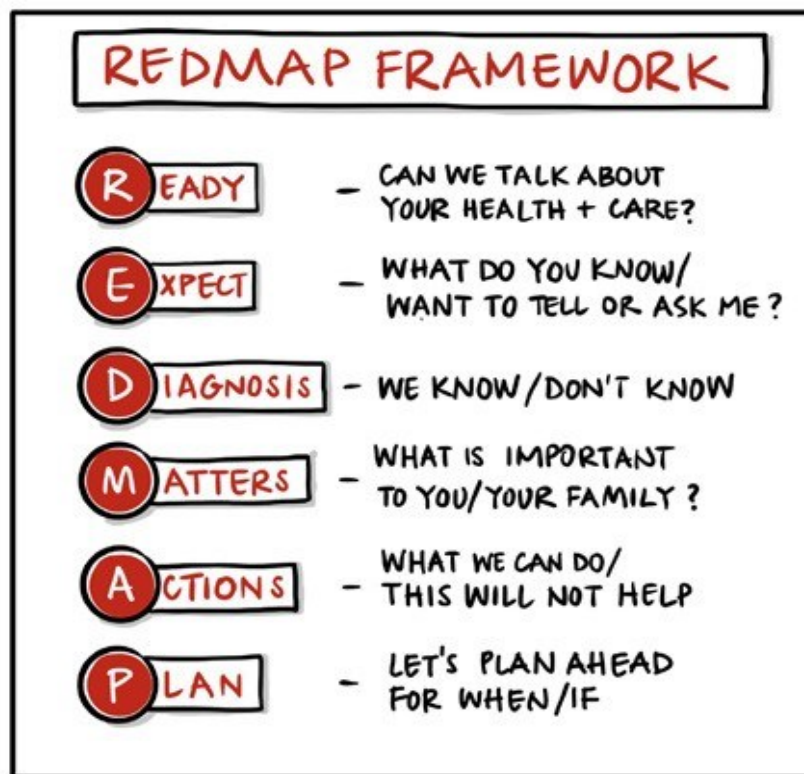 REDMAP FRAMEWORK
READY - CAN WE TALK ABOUT
YOUR HEALTH + CARE?
EXPECT - WHAT DO YOU KNOW/
WANT TO TELL OR ASK ME?
DIAGNOSIS - WE KNOW/DON'T KNOW
MATTERS - WHAT IS IMPORTANT
TO YOU/YOUR FAMILY?
ACTIONS - WHAT WE CAN DO/
THIS WILL NOT HELP
PLAN - LET'S PLAN AHEAD
FOR WHEN/IF